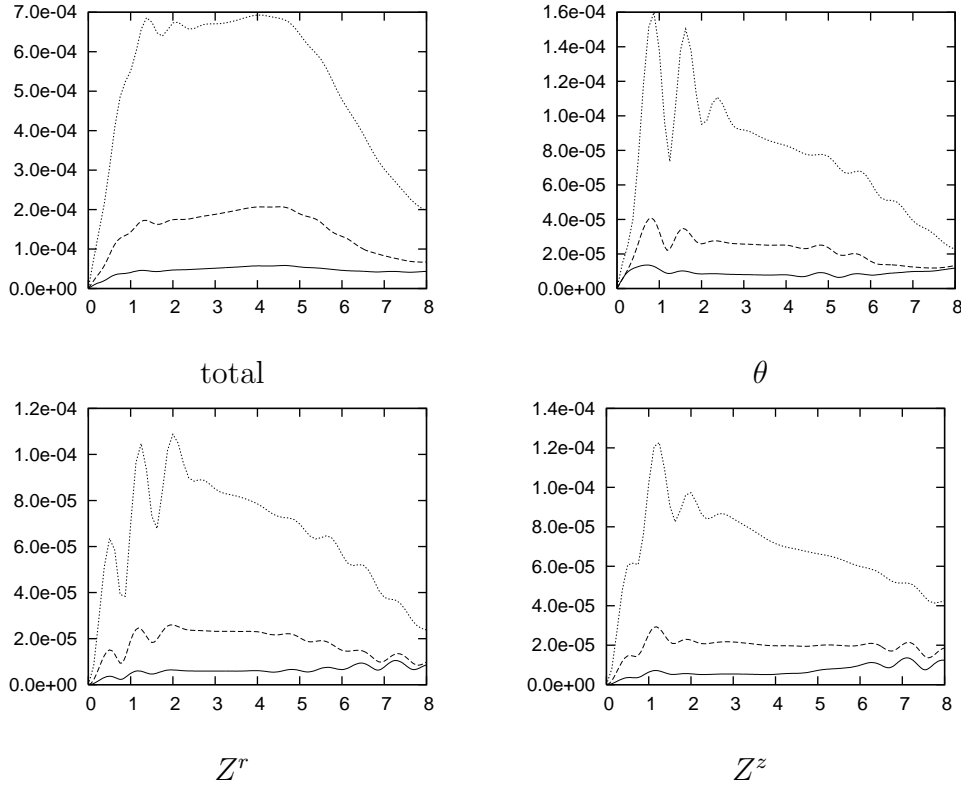 7.0e-04
6.0e-04
5.0e-04
4.0e-04
3.0e-04
2.0e-04
1.0e-04
0.0e+00
0 1 2 3 4 5 6 7 8
total
1.6e-04
1.4e-04
1.2e-04
1.0e-04
8.0e-05
6.0e-05
4.0e-05
2.0e-05
0.0e+00
0 1 2 3 4 5 6 7 8
θ
1.2e-04
1.0e-04
8.0e-05
6.0e-05
4.0e-05
2.0e-05
0.0e+00
0 1 2 3 4 5 6 7 8
Z^r
1.4e-04
1.2e-04
1.0e-04
8.0e-05
6.0e-05
4.0e-05
2.0e-05
0.0e+00
0 1 2 3 4 5 6 7 8
Z^z